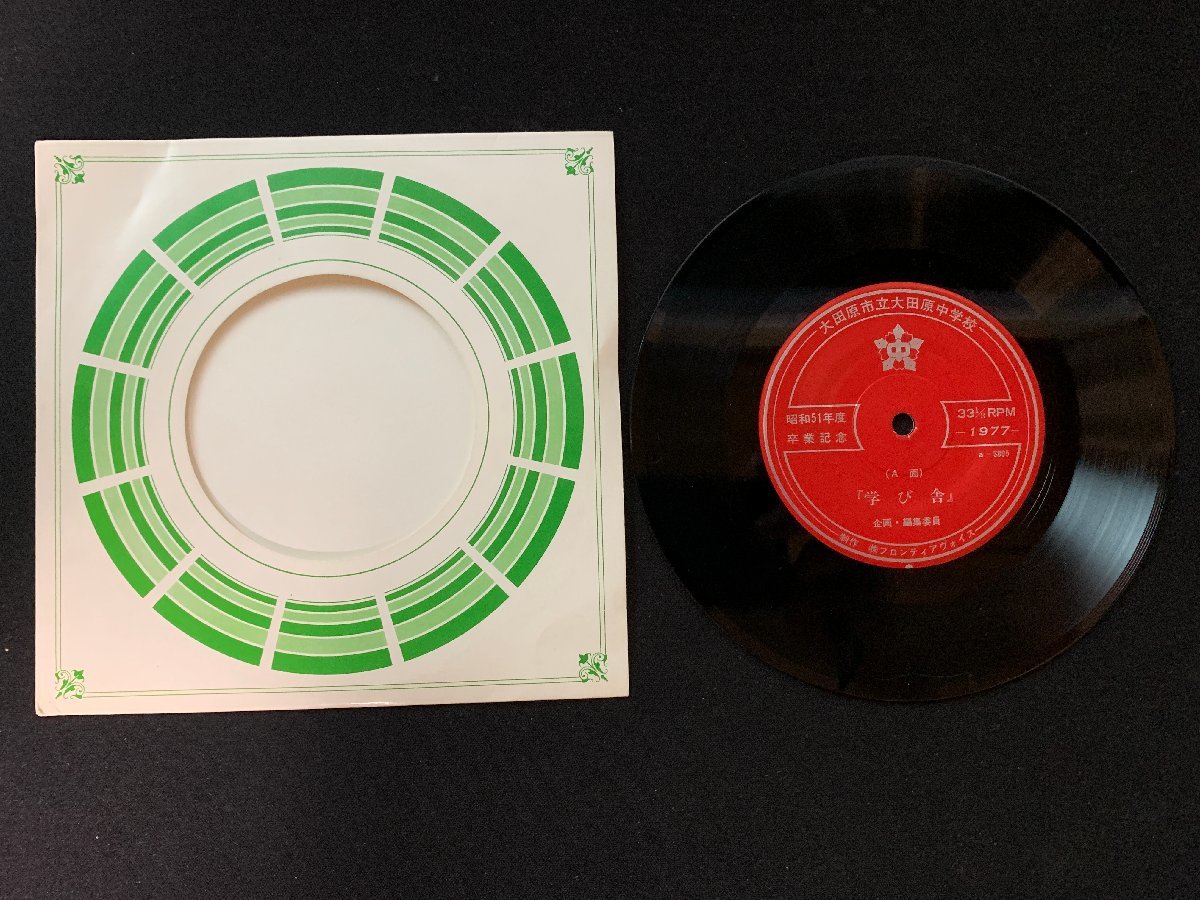 大田原市立大田原中学校
中
昭和51年度
卒業記念
33⅓RPM
-1977-
(A面)
『学び舎』
企画・編集委員
制作 ㈱フロンティアヴォイス